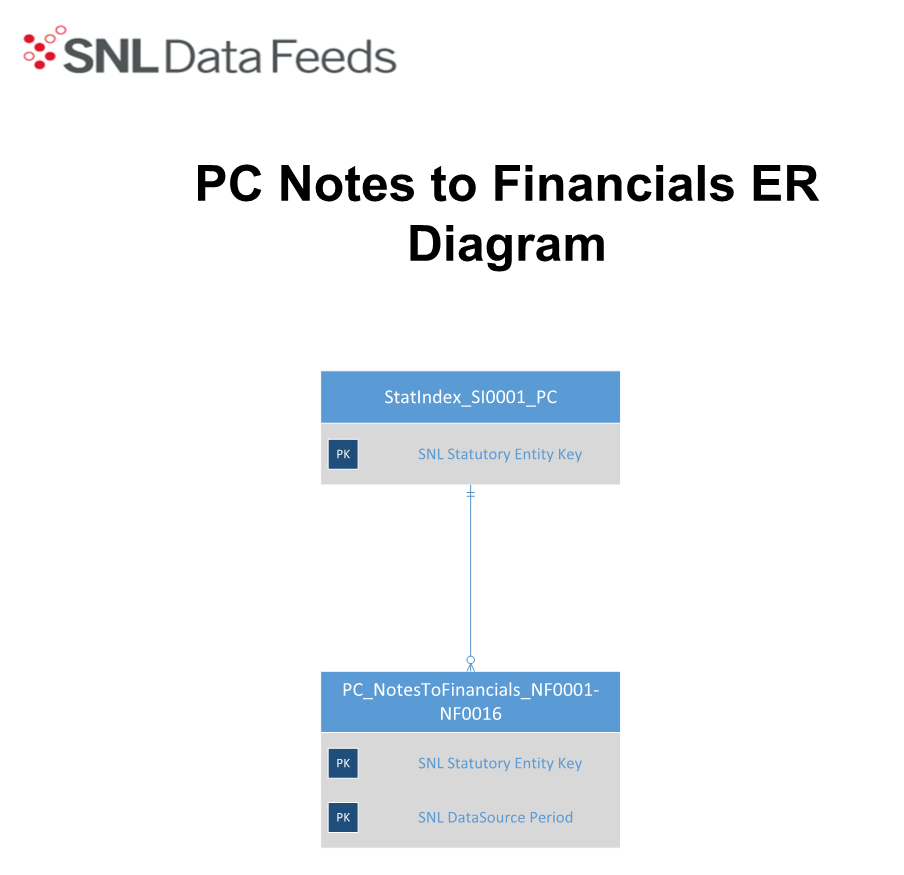 SNL Data Feeds
PC Notes to Financials ER
Diagram
StatIndex_SI0001_PC
PK SNL Statutory Entity Key
PC_NotesToFinancials_NF0001-
NF0016
PK SNL Statutory Entity Key
PK SNL DataSource Period